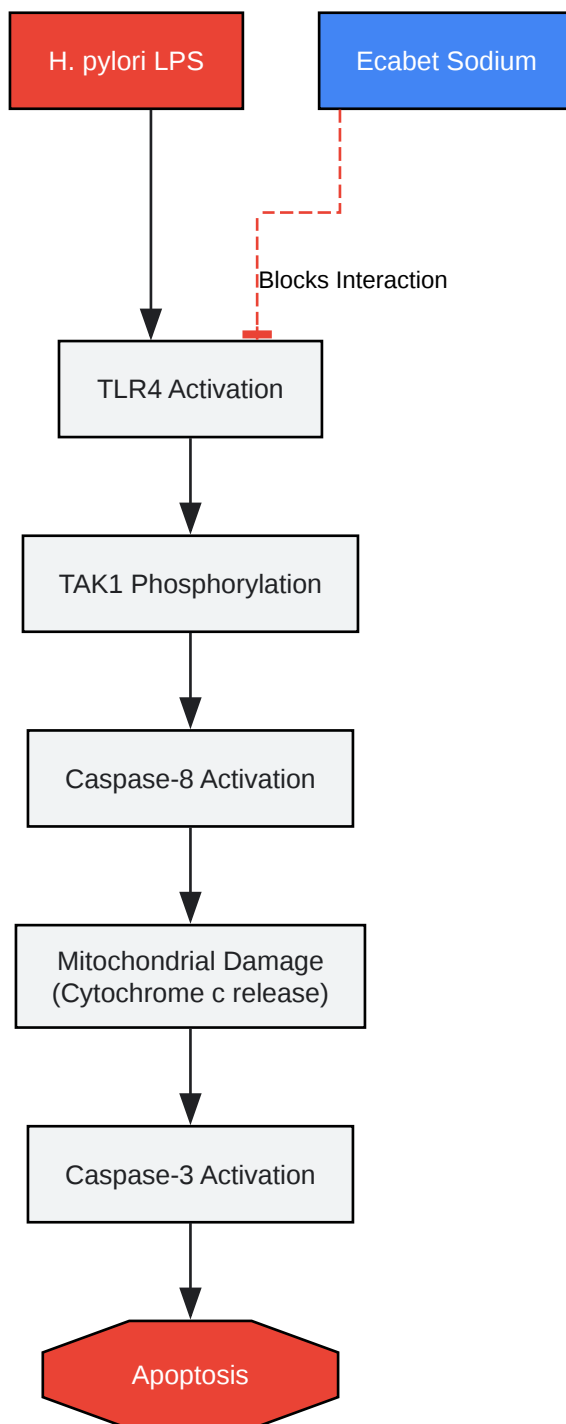 H. pylori LPS
Ecabet Sodium
Blocks Interaction
TLR4 Activation
TAK1 Phosphorylation
Caspase-8 Activation
Mitochondrial Damage
(Cytochrome c release)
Caspase-3 Activation
Apoptosis